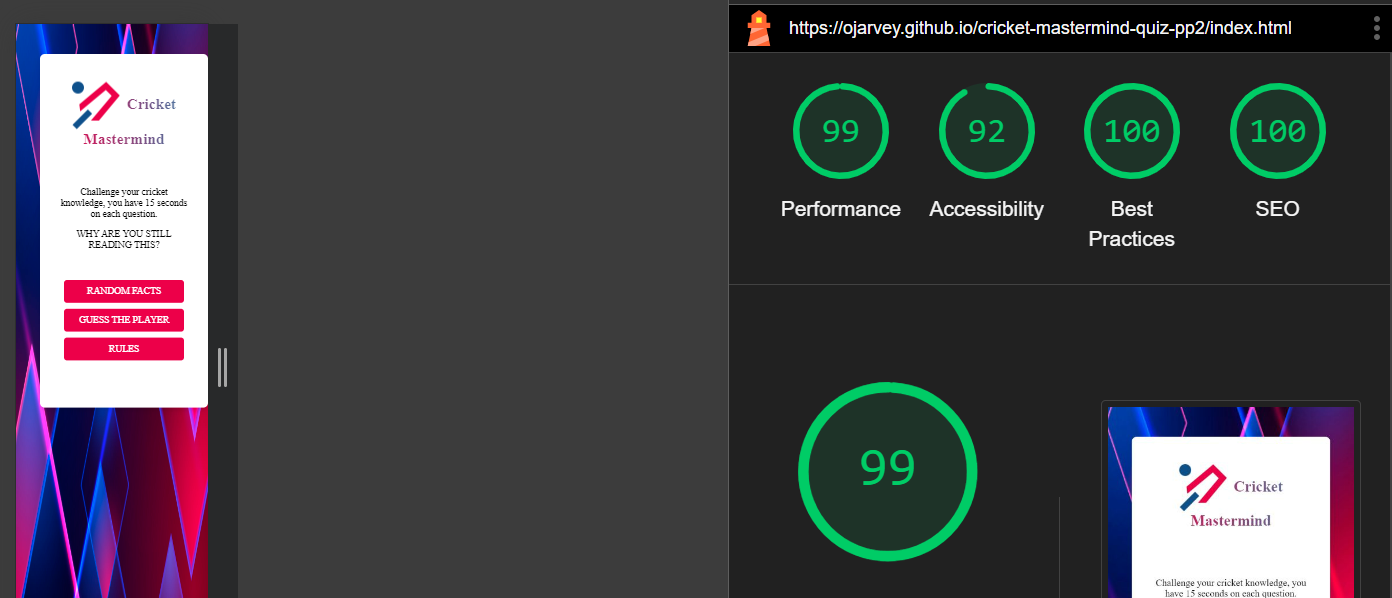 Cricket
Mastermind
Challenge your cricket
knowledge, you have 15 seconds
on each question.
WHY ARE YOU STILL
READING THIS?
RANDOM FACTS
GUESS THE PLAYER
RULES
https://ojarvey.github.io/cricket-mastermind-quiz-pp2/index.html
99
92
100
100
Performance
Accessibility
Best
Practices
SEO
99
Cricket
Mastermind
Challenge your cricket knowledge, you
have 15 seconds on each question.